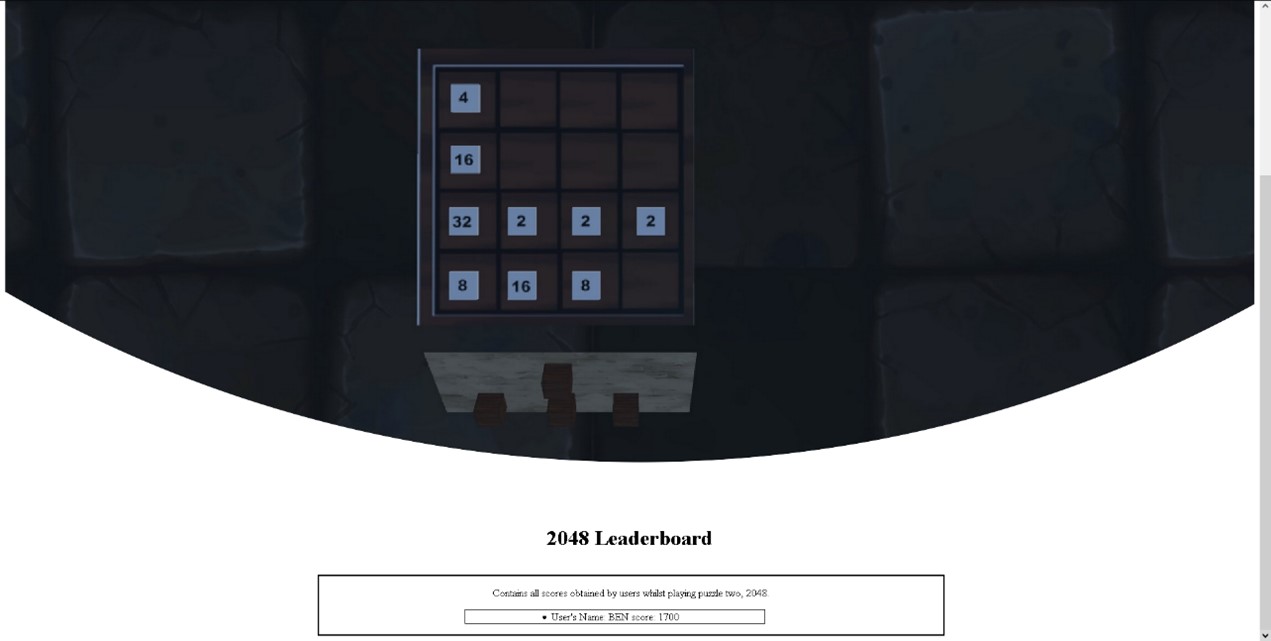 4
16
32 2 2 2
8 16 8
2048 Leaderboard
Contains all scores obtained by users whilst playing puzzle two, 2048.
• User's Name: BEN score: 1700